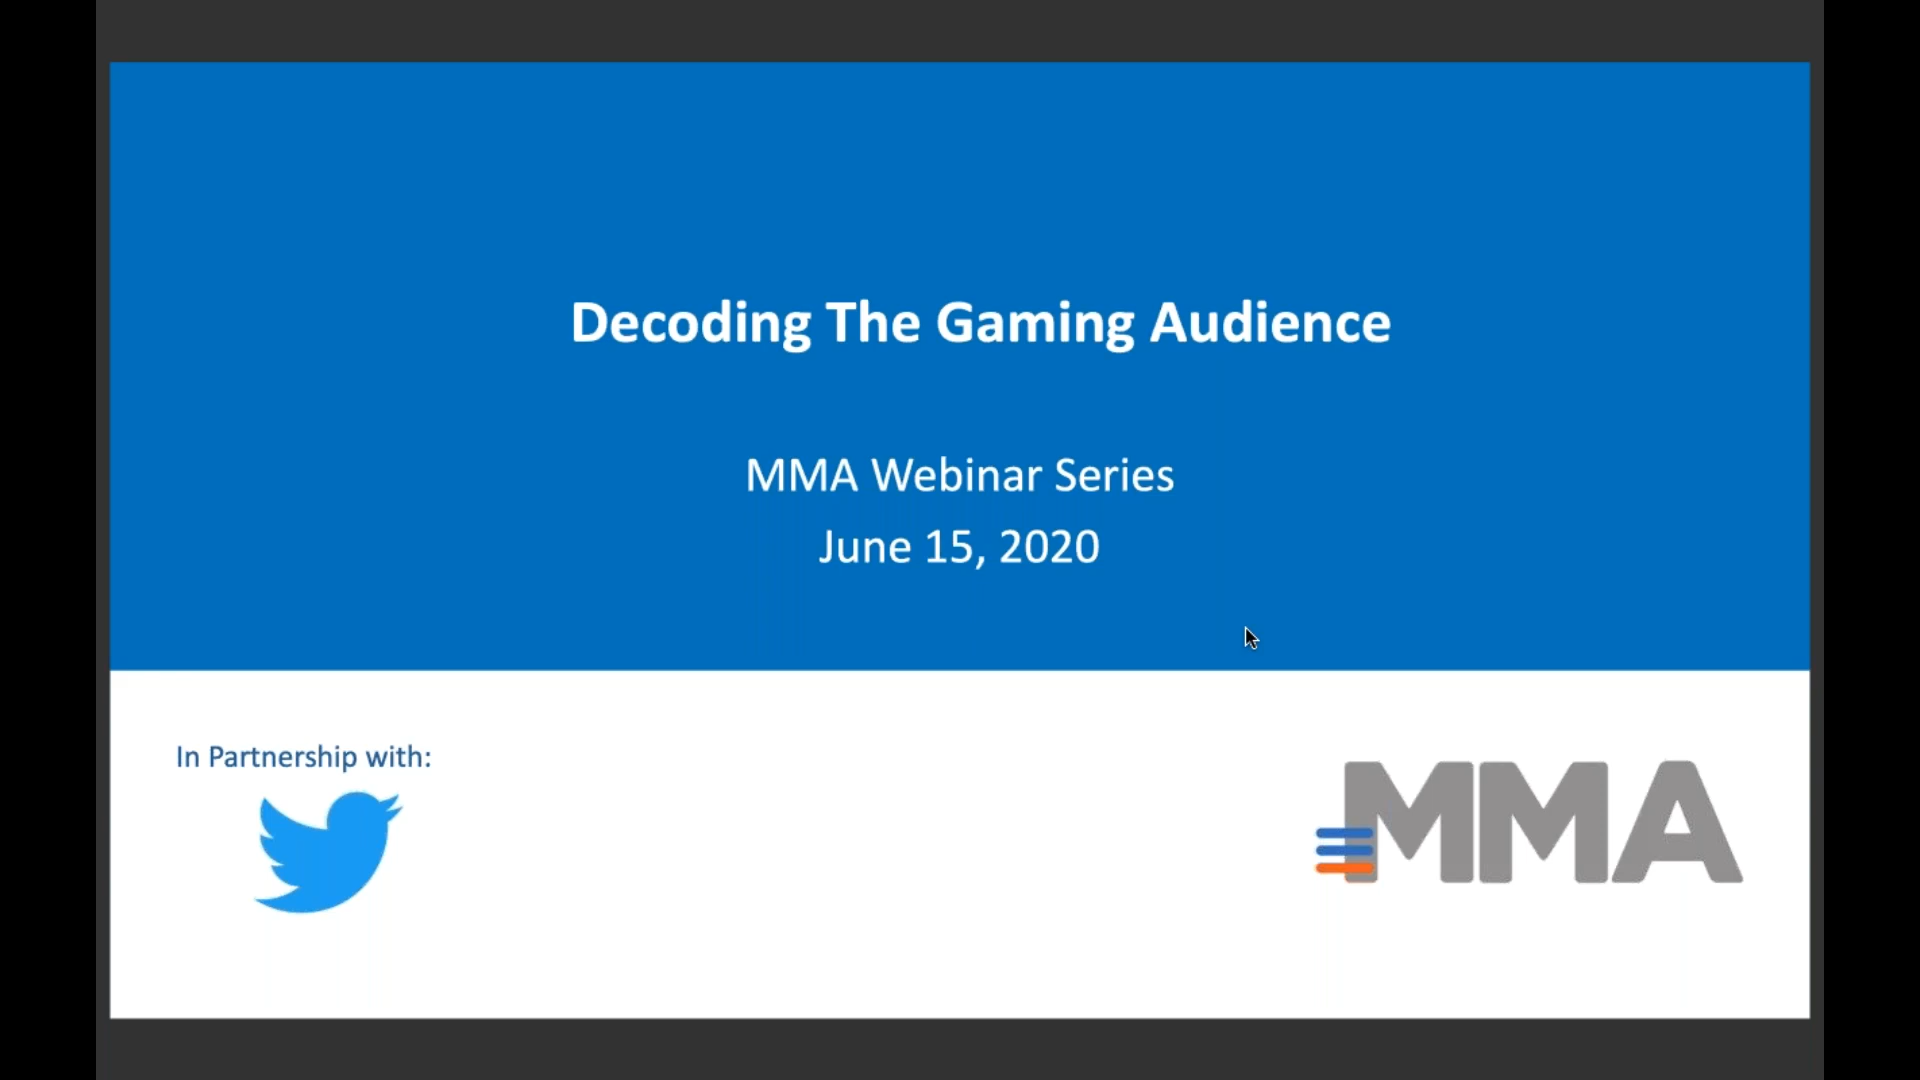 Decoding The Gaming Audience
MMA Webinar Series
June 15, 2020
In Partnership with:
MMA